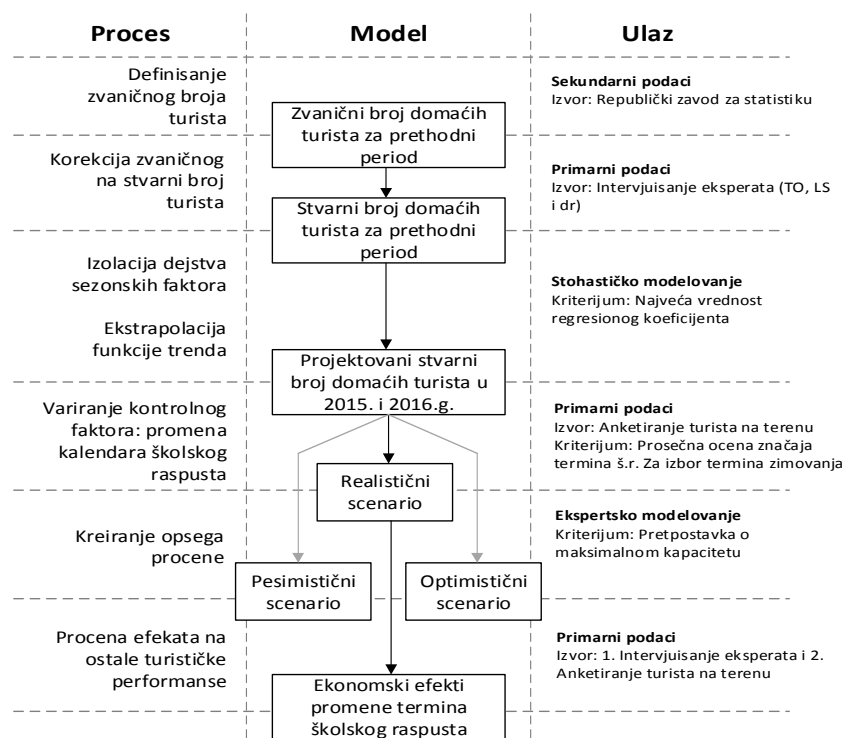 Proces
Model
Ulaz
Definisanje
zvaničnog broja
turista
Zvanični broj domaćih
turista za prethodni
period
Sekundarni podaci
Izvor: Republički zavod za statistiku
Korekcija zvaničnog
na stvarni broj
turista
Stvarni broj domaćih
turista za prethodni
period
Primarni podaci
Izvor: Intervjuisanje eksperata (TO, LS
i dr)
Izolacija dejstva
sezonskih faktora
Ekstrapolacija
funkcije trenda
Stohastičko modelovanje
Kriterijum: Najveća vrednost
regresionog koeficijenta
Projektovani stvarni
broj domaćih turista u
2015. i 2016.g.
Variranje kontrolnog
faktora: promena
kalendara školskog
raspusta
Realistični
scenario
Primarni podaci
Izvor: Anketiranje turista na terenu
Kriterijum: Prosečna ocena značaja
termina š.r. Za izbor termina zimovanja
Kreiranje opsega
procene
Pesimistični
scenario
Optimistični
scenario
Ekspertsko modelovanje
Kriterijum: Pretpostavka o
maksimalnom kapacitetu
Procena efekata na
ostale turističke
performanse
Ekonomski efekti
promene termina
školskog raspusta
Primarni podaci
Izvor: 1. Intervjuisanje eksperata i 2.
Anketiranje turista na terenu